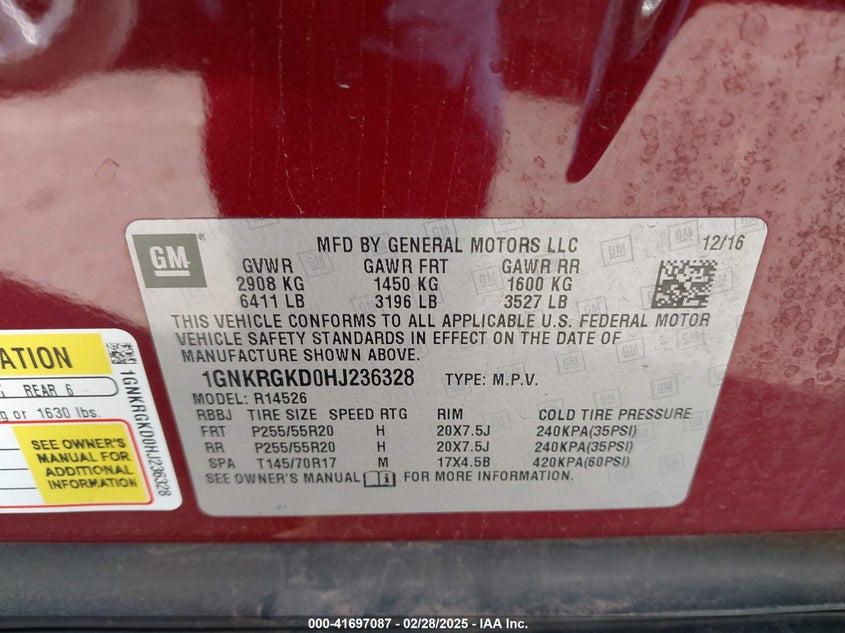 GM
MFD BY GENERAL MOTORS LLC 12/16
GVWR GAWR FRT GAWR RR
2908 KG 1450 KG 1600 KG
6411 LB 3196 LB 3527 LB
THIS VEHICLE CONFORMS TO ALL APPLICABLE U.S. FEDERAL MOTOR
VEHICLE SAFETY STANDARDS IN EFFECT ON THE DATE OF
MANUFACTURE SHOWN ABOVE.
1GNKRGKD0HJ236328 TYPE: M.P.V.
MODEL: R14526
RBBJ TIRE SIZE SPEED RTG RIM COLD TIRE PRESSURE
FRT P255/55R20 H 20X7.5J 240KPA(35PSI)
RR P255/55R20 H 20X7.5J 240KPA(35PSI)
SPA T145/70R17 M 17X4.5B 420KPA(60PSI)
SEE OWNER'S MANUAL FOR MORE INFORMATION.
ATION
REAR 6
or 1630 lbs.
SEE OWNER'S
MANUAL FOR
ADDITIONAL
INFORMATION
1GNKRGKD0HJ236328
000-41697087 - 02/28/2025 - IAA Inc.